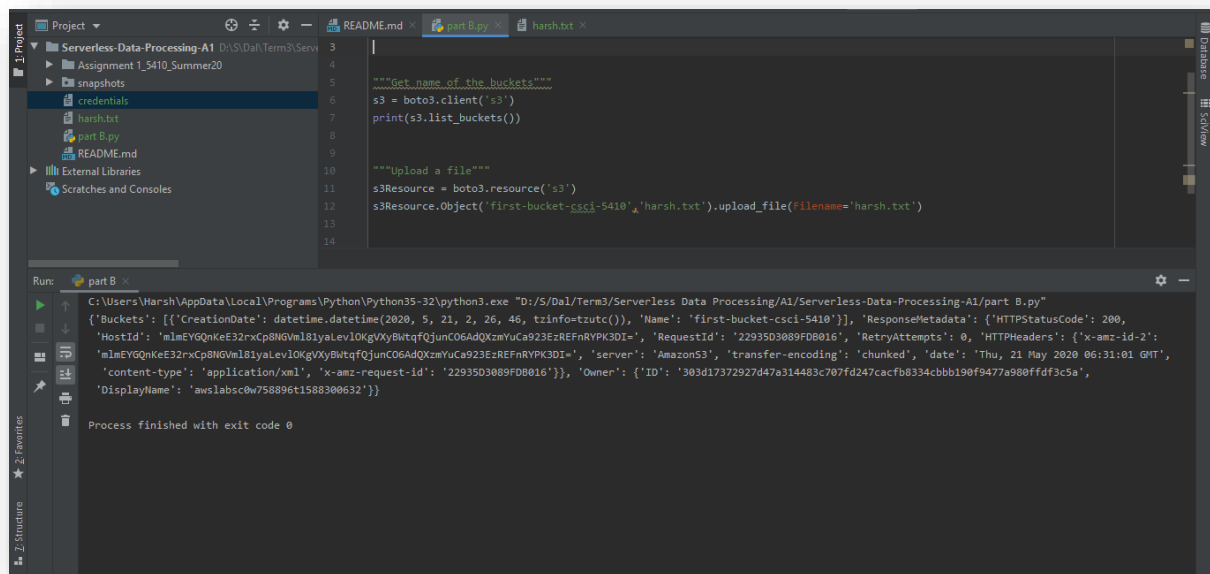 Project
README.md
part B.py
harsh.txt
1: Project
Serverless-Data-Processing-A1 D:\S\Dal\Term3\Serve
Assignment 1_5410_Summer20
snapshots
credentials
harsh.txt
part B.py
README.md
External Libraries
Scratches and Consoles
3
4
5 """Get name of the buckets"""
6 s3 = boto3.client('s3')
7 print(s3.list_buckets())
8
9
10 """Upload a file"""
11 s3Resource = boto3.resource('s3')
12 s3Resource.Object('first-bucket-csci-5410','harsh.txt').upload_file(Filename='harsh.txt')
13
14
Database
SciView
Run: part B
C:\Users\Harsh\AppData\Local\Programs\Python\Python35-32\python3.exe "D:/S/Dal/Term3/Serverless Data Processing/A1/Serverless-Data-Processing-A1/part B.py"
{'Buckets': [{'CreationDate': datetime.datetime(2020, 5, 21, 2, 26, 46, tzinfo=tzutc()), 'Name': 'first-bucket-csci-5410'}], 'ResponseMetadata': {'HTTPStatusCode': 200,
'HostId': 'mlmEYGQnKeE32rxCp8NGVml81yaLevlOKgVXyBWtqfQjunCO6AdQXzmYuCa923EzREFnRYPK3DI=', 'RequestId': '22935D3089FDB016', 'RetryAttempts': 0, 'HTTPHeaders': {'x-amz-id-2':
'mlmEYGQnKeE32rxCp8NGVml81yaLevlOKgVXyBWtqfQjunCO6AdQXzmYuCa923EzREFnRYPK3DI=', 'server': 'AmazonS3', 'transfer-encoding': 'chunked', 'date': 'Thu, 21 May 2020 06:31:01 GMT',
'content-type': 'application/xml', 'x-amz-request-id': '22935D3089FDB016'}}, 'Owner': {'ID': '303d17372927d47a314483c707fd247cacfb8334cbbb190f9477a980ffdf3c5a',
'DisplayName': 'awslabsc0w758896t1588300632'}}
Process finished with exit code 0
2: Favorites
7: Structure